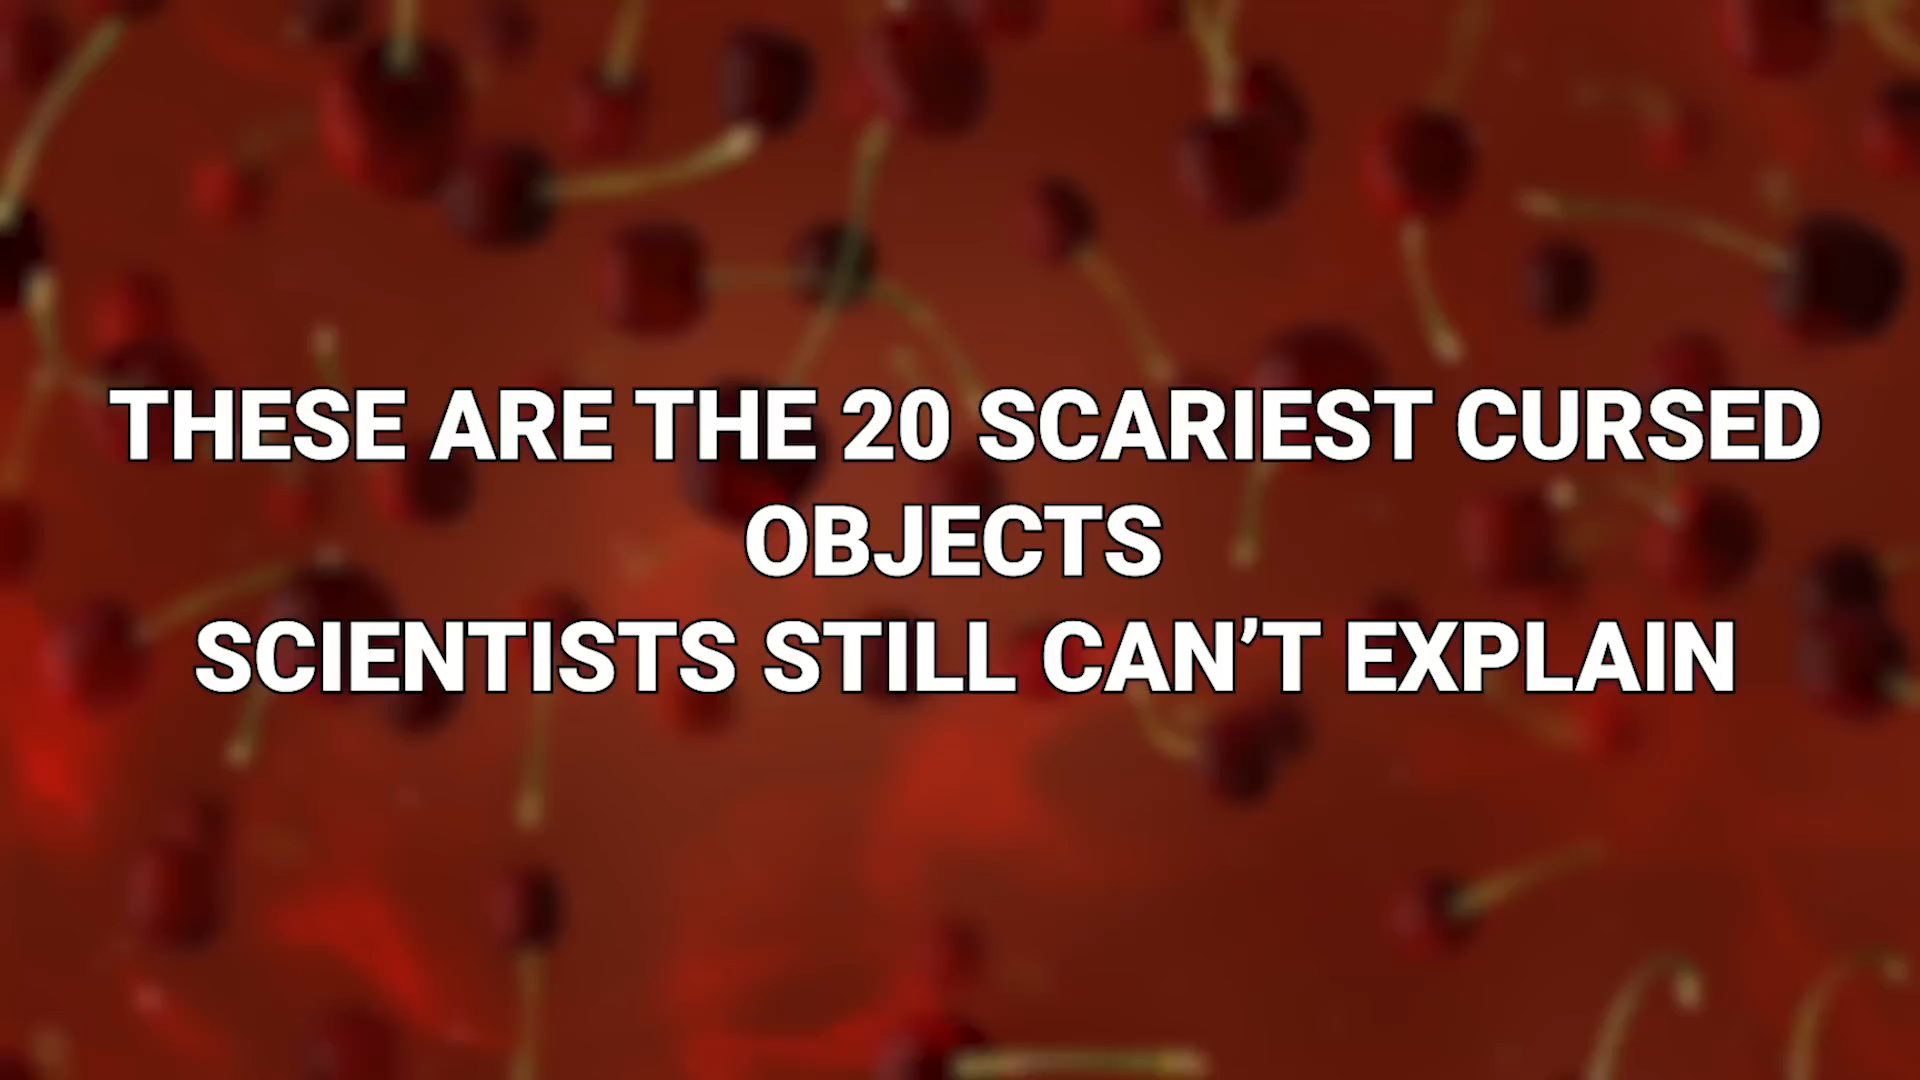 THESE ARE THE 20 SCARIEST CURSED
OBJECTS
SCIENTISTS STILL CAN’T EXPLAIN